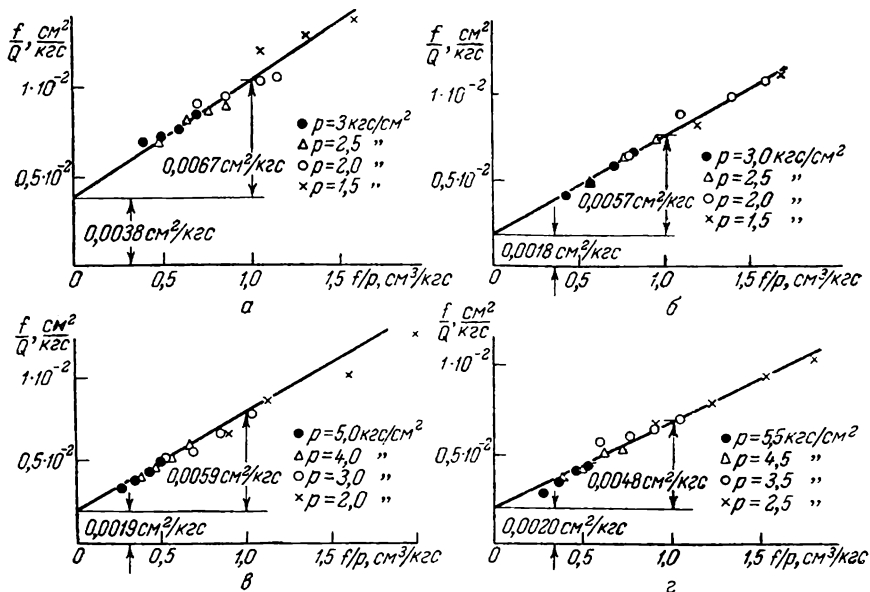 f/Q, см²/кгс
1·10⁻²
0,5·10⁻²
0,0067 см²/кгс
0,0038 см²/кгс
● p=3 кгс/см²
△ p=2,5 "
○ p=2,0 "
× p=1,5 "
0 0,5 1,0 1,5 f/p, см³/кгс
а
f/Q, см²/кгс
1·10⁻²
0,5·10⁻²
0,0057 см²/кгс
0,0018 см²/кгс
● p=3,0 кгс/см²
△ p=2,5 "
○ p=2,0 "
× p=1,5 "
0 0,5 1,0 1,5 f/p, см³/кгс
б
f/Q, см²/кгс
1·10⁻²
0,5·10⁻²
0,0059 см²/кгс
0,0019 см²/кгс
● p=5,0 кгс/см²
△ p=4,0 "
○ p=3,0 "
× p=2,0 "
0 0,5 1,0 1,5 f/p, см³/кгс
в
f/Q, см²/кгс
1·10⁻²
0,5·10⁻²
0,0048 см²/кгс
0,0020 см²/кгс
● p=5,5 кгс/см²
△ p=4,5 "
○ p=3,5 "
× p=2,5 "
0 0,5 1,0 1,5 f/p, см³/кгс
г